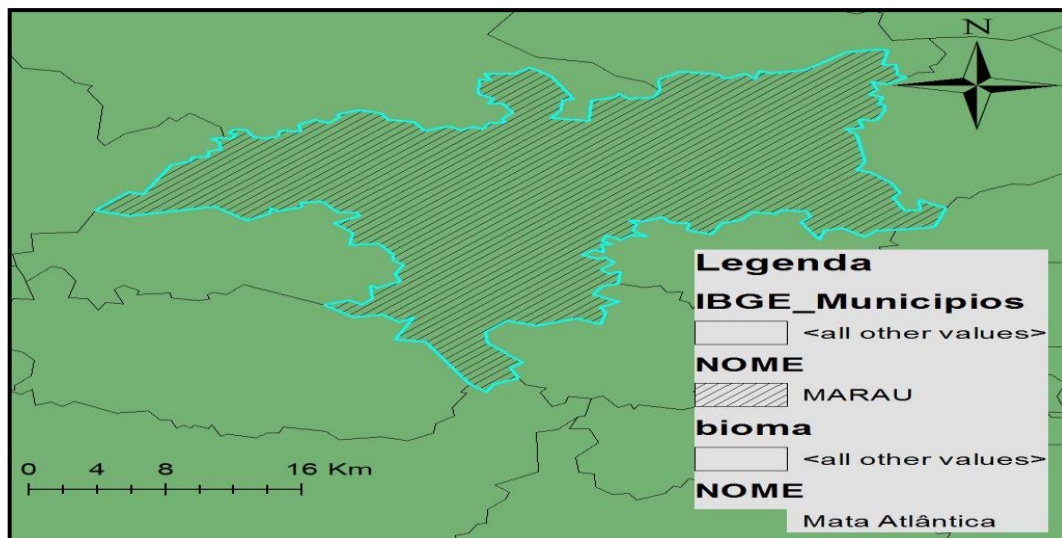 N
Legenda
IBGE_Municipios
<all other values>
NOME
MARAU
bioma
<all other values>
NOME
Mata Atlântica
0 4 8 16 Km